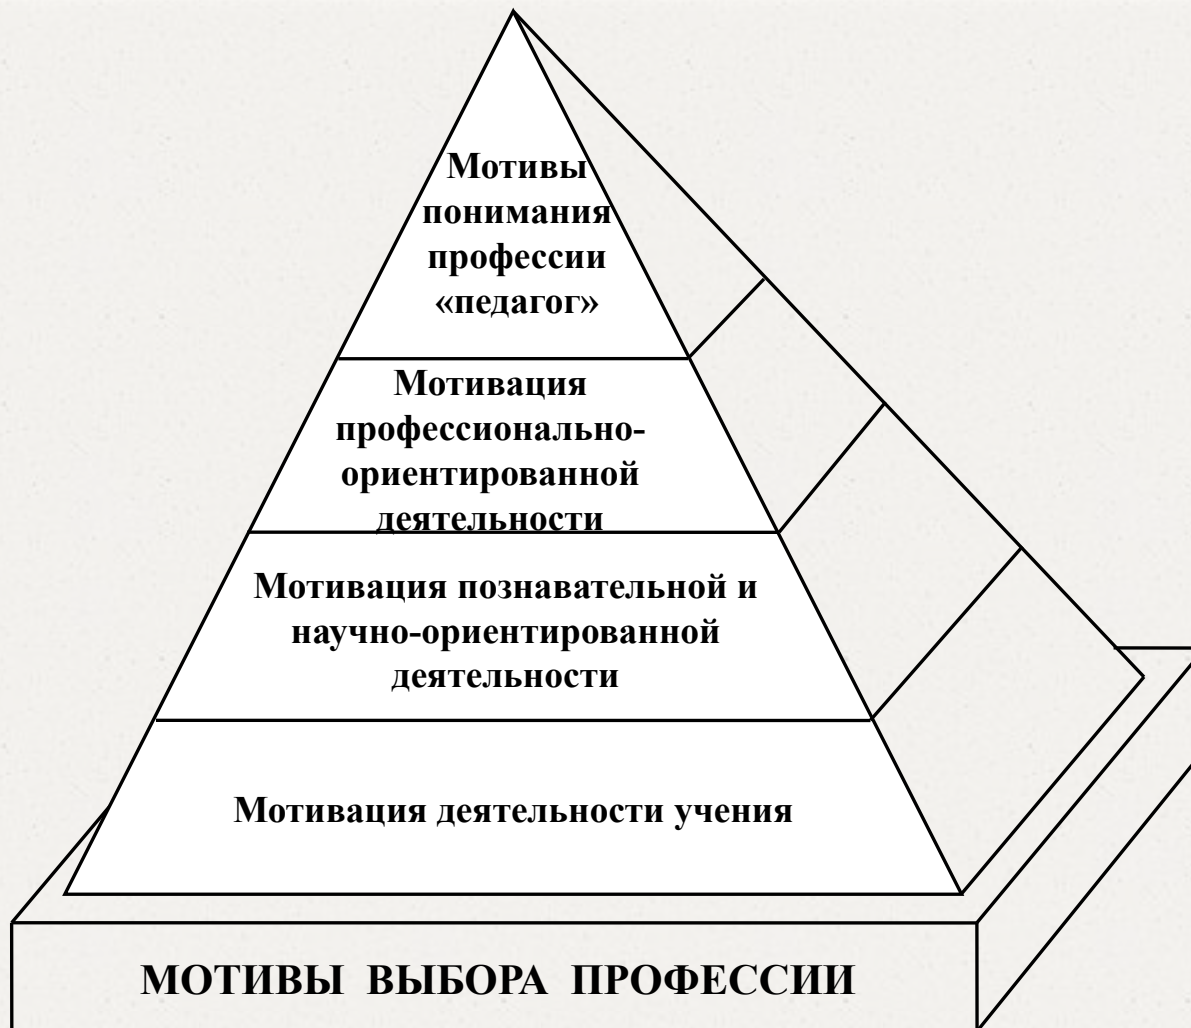 Мотивы
понимания
профессии
«педагог»
Мотивация
профессионально-
ориентированной
деятельности
Мотивация познавательной и
научно-ориентированной
деятельности
Мотивация деятельности учения
МОТИВЫ ВЫБОРА ПРОФЕССИИ